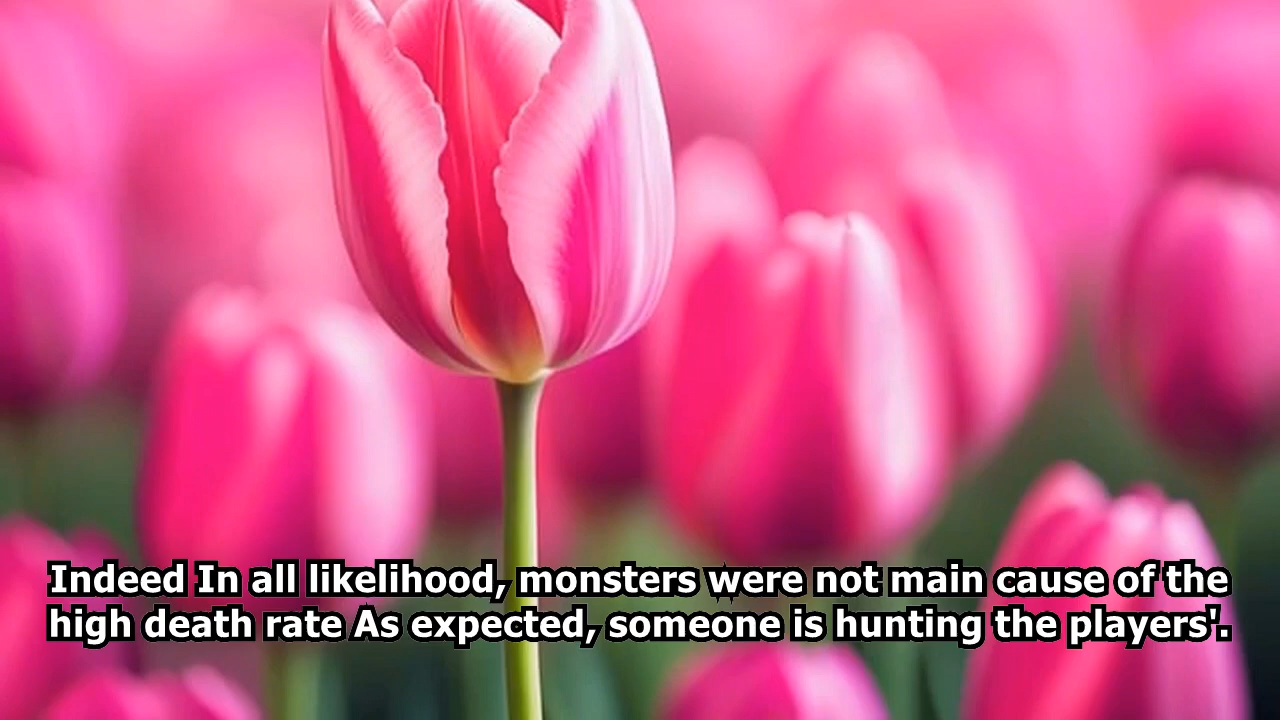 Indeed In all likelihood, monsters were not main cause of the
high death rate As expected, someone is hunting the players'.